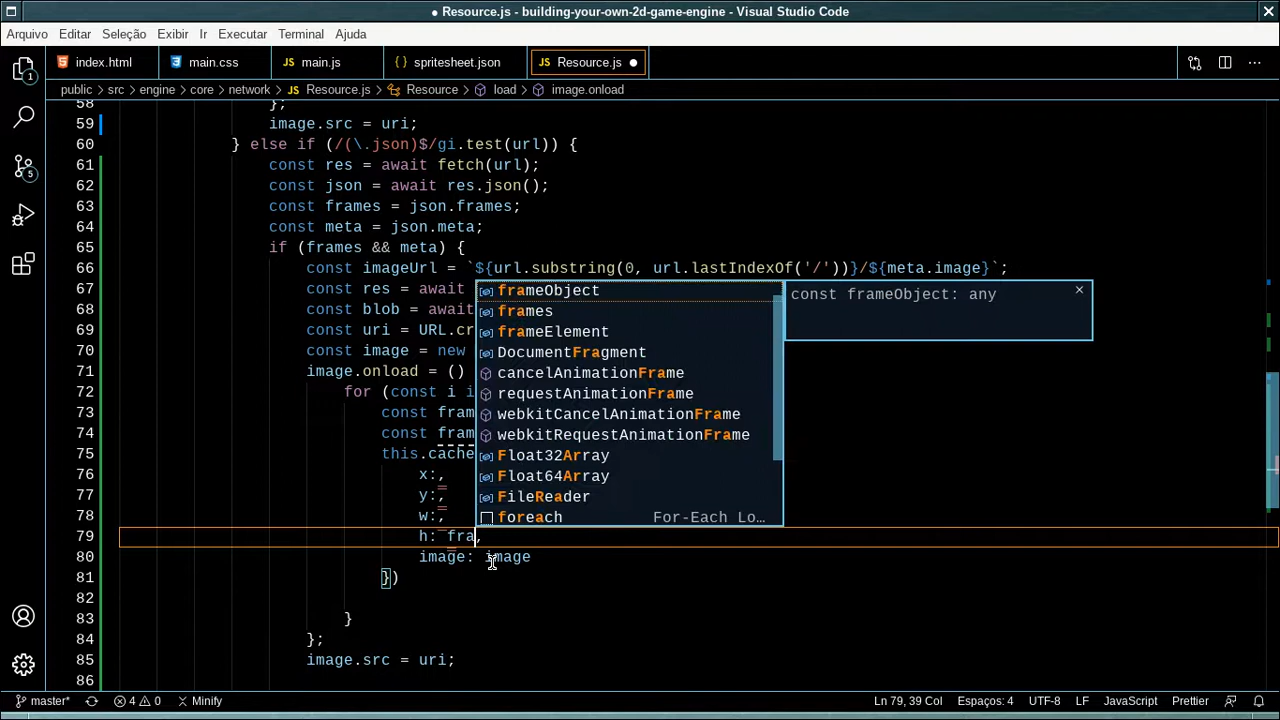 ● Resource.js - building-your-own-2d-game-engine - Visual Studio Code
Arquivo Editar Seleção Exibir Ir Executar Terminal Ajuda
index.html main.css JS main.js JS spritesheet.json JS Resource.js ●
public > src > engine > core > network > JS Resource.js > Resource > load > image.onload
58 };
59 image.src = uri;
60 } else if (/(\.json)$/gi.test(url)) {
61 const res = await fetch(url);
62 const json = await res.json();
63 const frames = json.frames;
64 const meta = json.meta;
65 if (frames && meta) {
66 const imageUrl = `${url.substring(0, url.lastIndexOf('/'))}/${meta.image}`;
67 const res = await
68 const blob = await
69 const uri = URL.cr
70 const image = new
71 image.onload = ()
72 for (const i i
73 const fram
74 const fram
75 this.cache
76 x:,
77 y:,
78 w:,
79 h: fra,
80 image: image
81 })
82
83 }
84 };
85 image.src = uri;
86
frameObject
frames
frameElement
DocumentFragment
cancelAnimationFrame
requestAnimationFrame
webkitCancelAnimationFrame
webkitRequestAnimationFrame
Float32Array
Float64Array
FileReader
foreach For-Each Lo…
const frameObject: any
1
5
master* 4 0 Minify Ln 79, 39 Col Espaços: 4 UTF-8 LF JavaScript Prettier